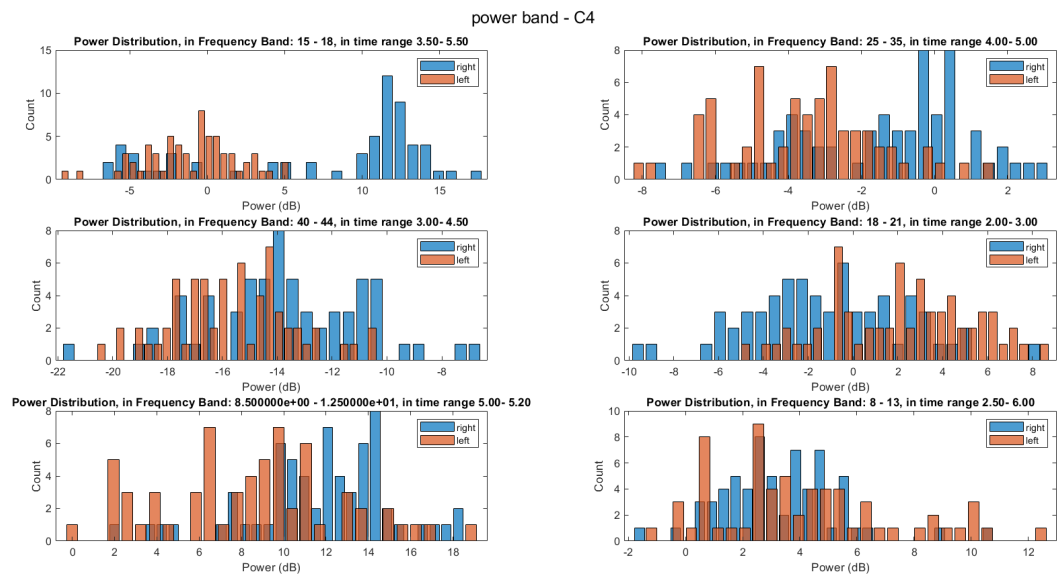 power band - C4
Power Distribution, in Frequency Band: 15 - 18, in time range 3.50- 5.50
15
10
5
0
Count
-5
0
5
10
15
Power (dB)
right
left
Power Distribution, in Frequency Band: 25 - 35, in time range 4.00- 5.00
8
6
4
2
0
Count
-8
-6
-4
-2
0
2
Power (dB)
right
left
Power Distribution, in Frequency Band: 40 - 44, in time range 3.00- 4.50
8
6
4
2
0
Count
-22
-20
-18
-16
-14
-12
-10
-8
Power (dB)
right
left
Power Distribution, in Frequency Band: 18 - 21, in time range 2.00- 3.00
8
6
4
2
0
Count
-10
-8
-6
-4
-2
0
2
4
6
8
Power (dB)
right
left
Power Distribution, in Frequency Band: 8.500000e+00 - 1.250000e+01, in time range 5.00- 5.20
8
6
4
2
0
Count
0
2
4
6
8
10
12
14
16
18
Power (dB)
right
left
Power Distribution, in Frequency Band: 8 - 13, in time range 2.50- 6.00
10
8
6
4
2
0
Count
-2
0
2
4
6
8
10
12
Power (dB)
right
left